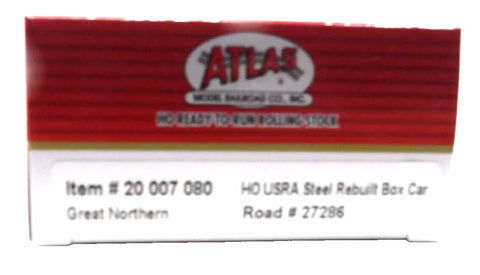 ATLAS
MODEL RAILROAD CO., INC.
HO READY TO RUN ROLLING STOCK
Item # 20 007 080 HO USRA Steel Rebuilt Box Car
Great Northern Road # 27286